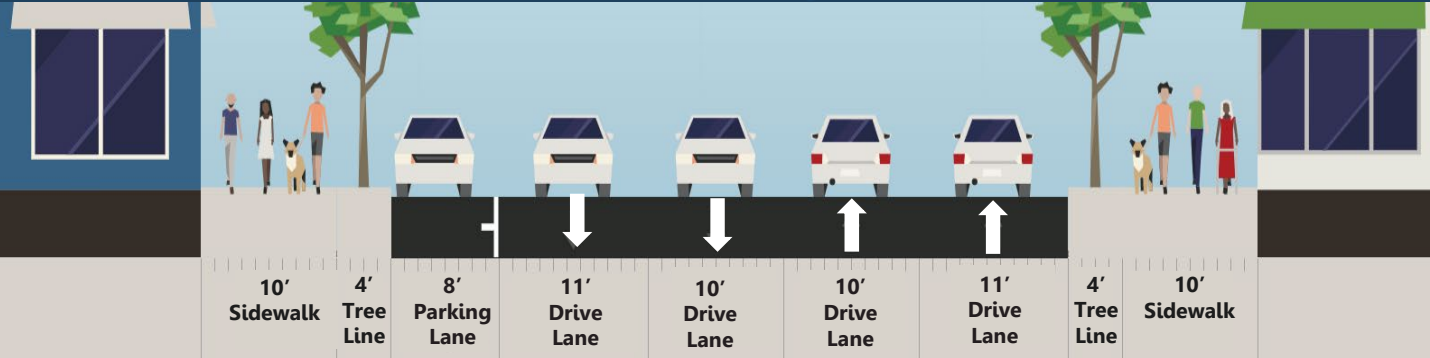 10’
Sidewalk
4’
Tree
Line
8’
Parking
Lane
11’
Drive
Lane
10’
Drive
Lane
10’
Drive
Lane
11’
Drive
Lane
4’
Tree
Line
10’
Sidewalk